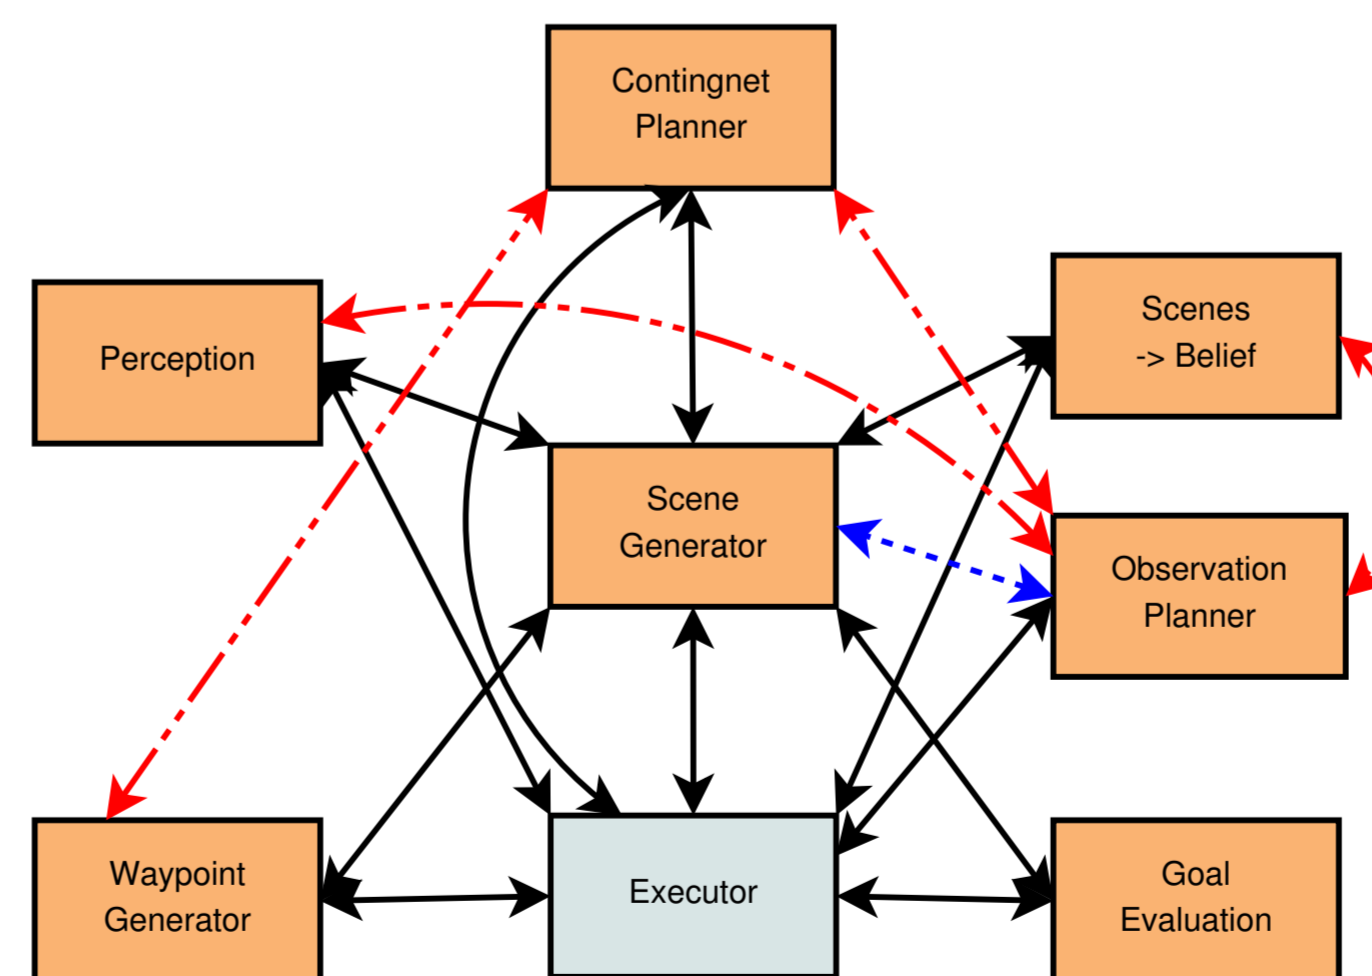 Contingnet
Planner
Perception
Scenes
-> Belief
Scene
Generator
Observation
Planner
Waypoint
Generator
Executor
Goal
Evaluation